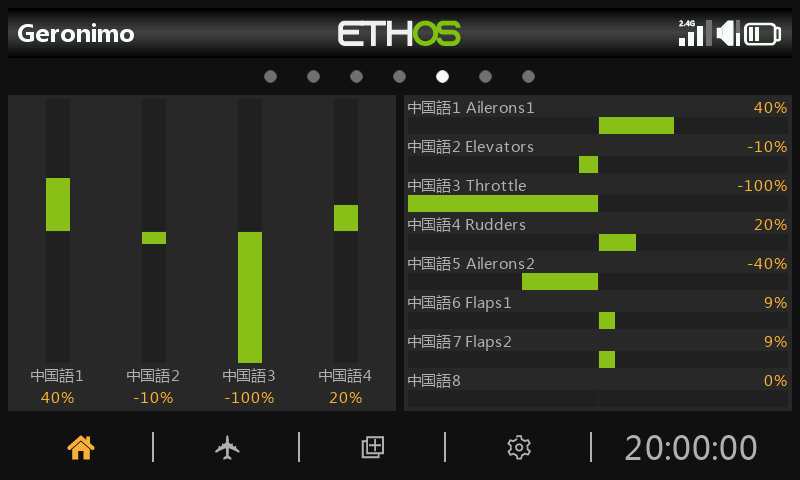 Geronimo
ETHOS
2.4G
中国語1
40%
中国語2
-10%
中国語3
-100%
中国語4
20%
中国語1 Ailerons1 40%
中国語2 Elevators -10%
中国語3 Throttle -100%
中国語4 Rudders 20%
中国語5 Ailerons2 -40%
中国語6 Flaps1 9%
中国語7 Flaps2 9%
中国語8 0%
20:00:00